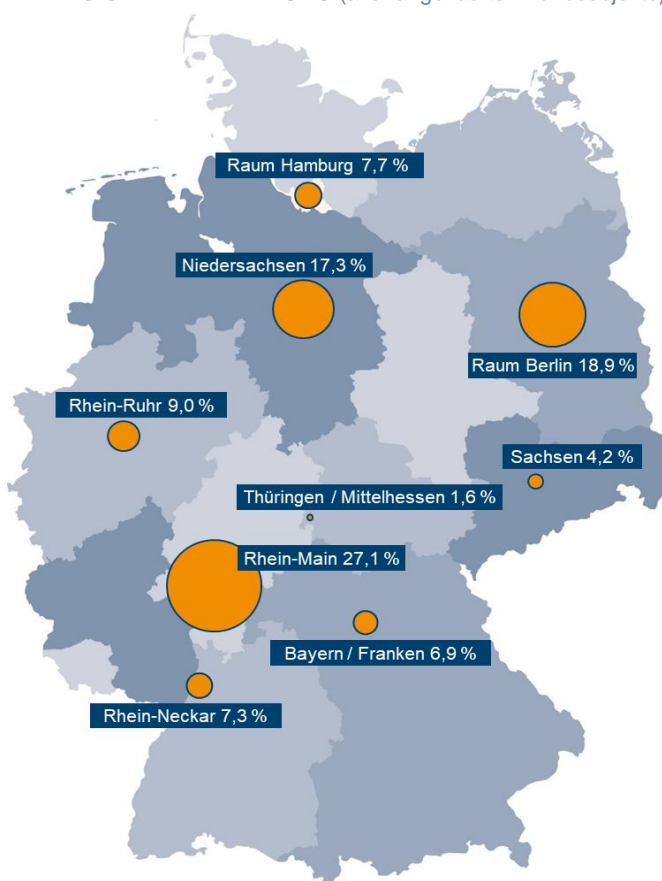 Raum Hamburg 7,7 %
Niedersachsen 17,3 %
Raum Berlin 18,9 %
Rhein-Ruhr 9,0 %
Sachsen 4,2 %
Thüringen / Mittelhessen 1,6 %
Rhein-Main 27,1 %
Bayern / Franken 6,9 %
Rhein-Neckar 7,3 %